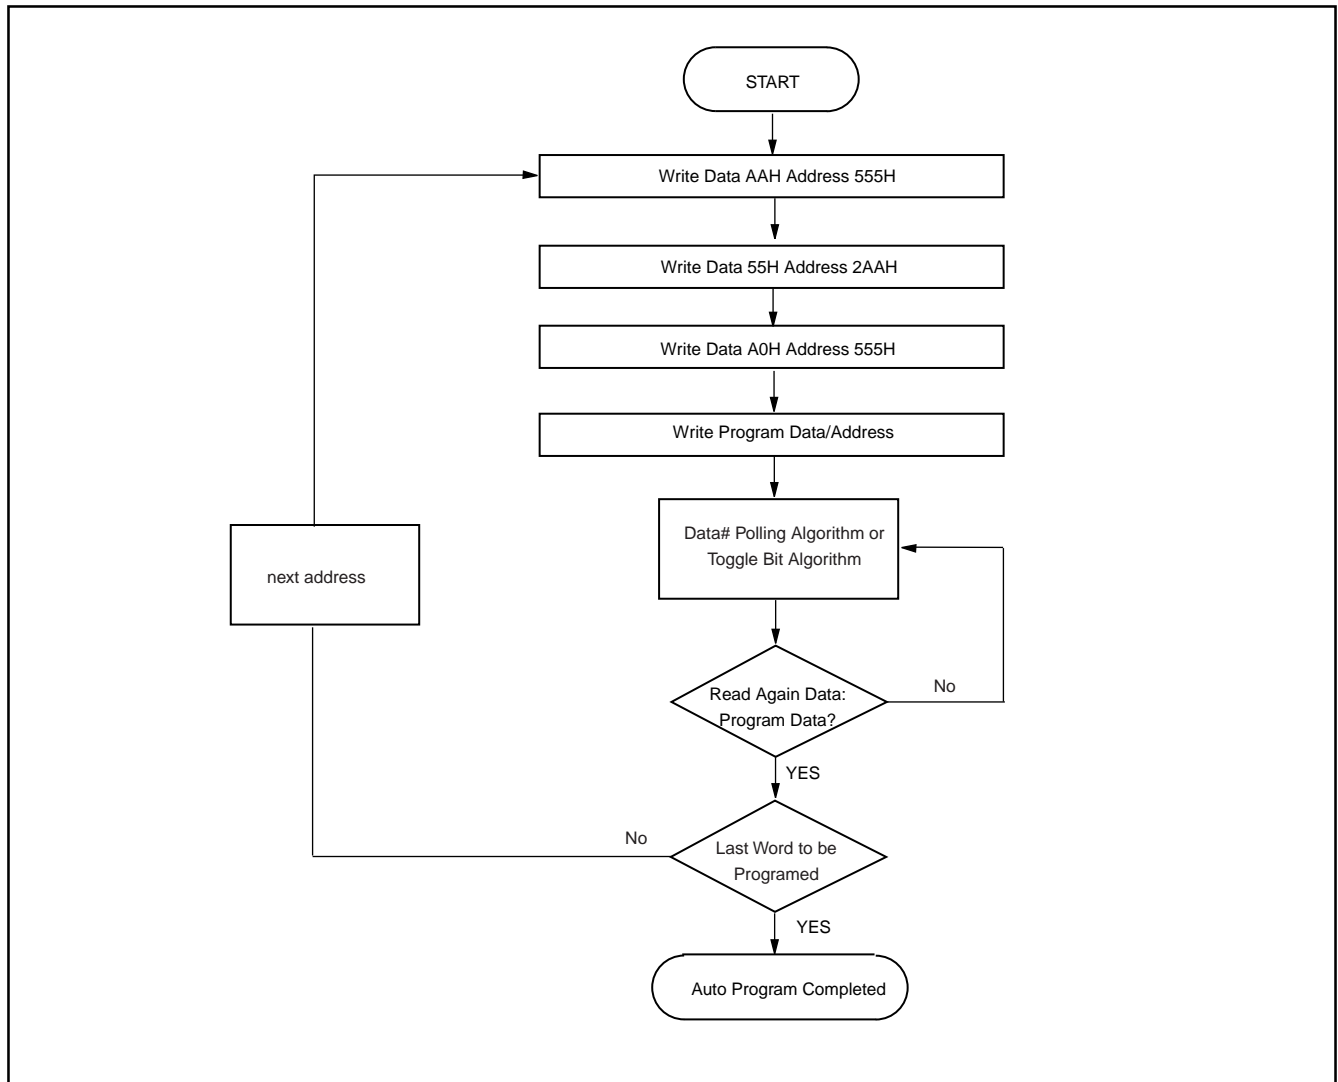 START
Write Data AAH Address 555H
Write Data 55H Address 2AAH
Write Data A0H Address 555H
Write Program Data/Address
Data# Polling Algorithm or
Toggle Bit Algorithm
next address
Read Again Data:
Program Data?
No
YES
No
Last Word to be
Programed
YES
Auto Program Completed